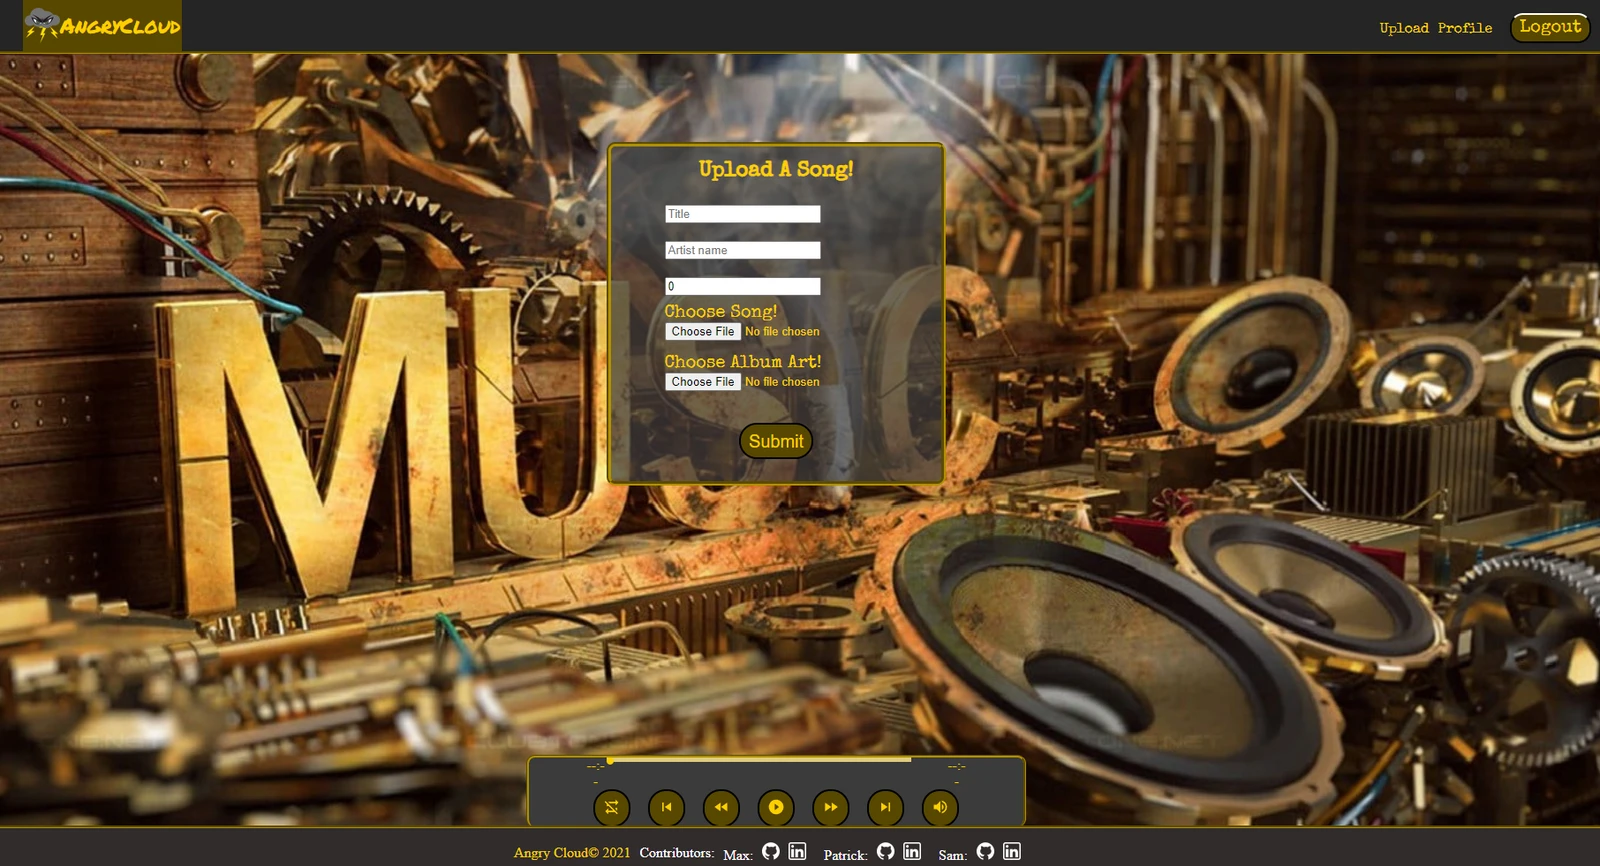 AngryCloud
Upload Profile Logout
Upload A Song!
Title
Artist name
0
Choose Song!
Choose File No file chosen
Choose Album Art!
Choose File No file chosen
Submit
MUSIC
--:--
--:--
Angry Cloud© 2021 Contributors: Max: Patrick: Sam: